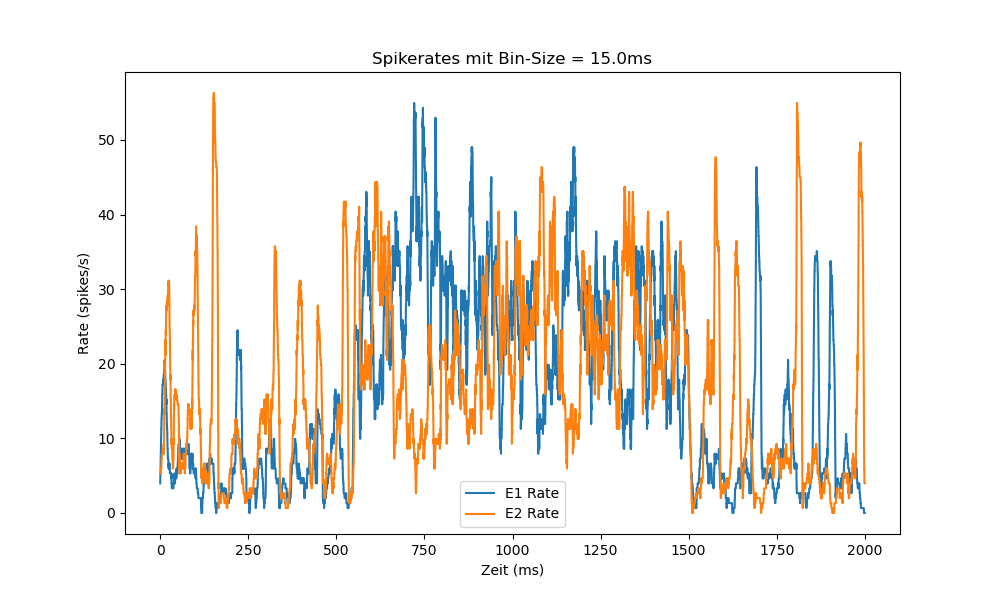 Spikerates mit Bin-Size = 15.0ms
Rate (spikes/s)
50
40
30
20
10
0
E1 Rate
E2 Rate
0 250 500 750 1000 1250 1500 1750 2000
Zeit (ms)